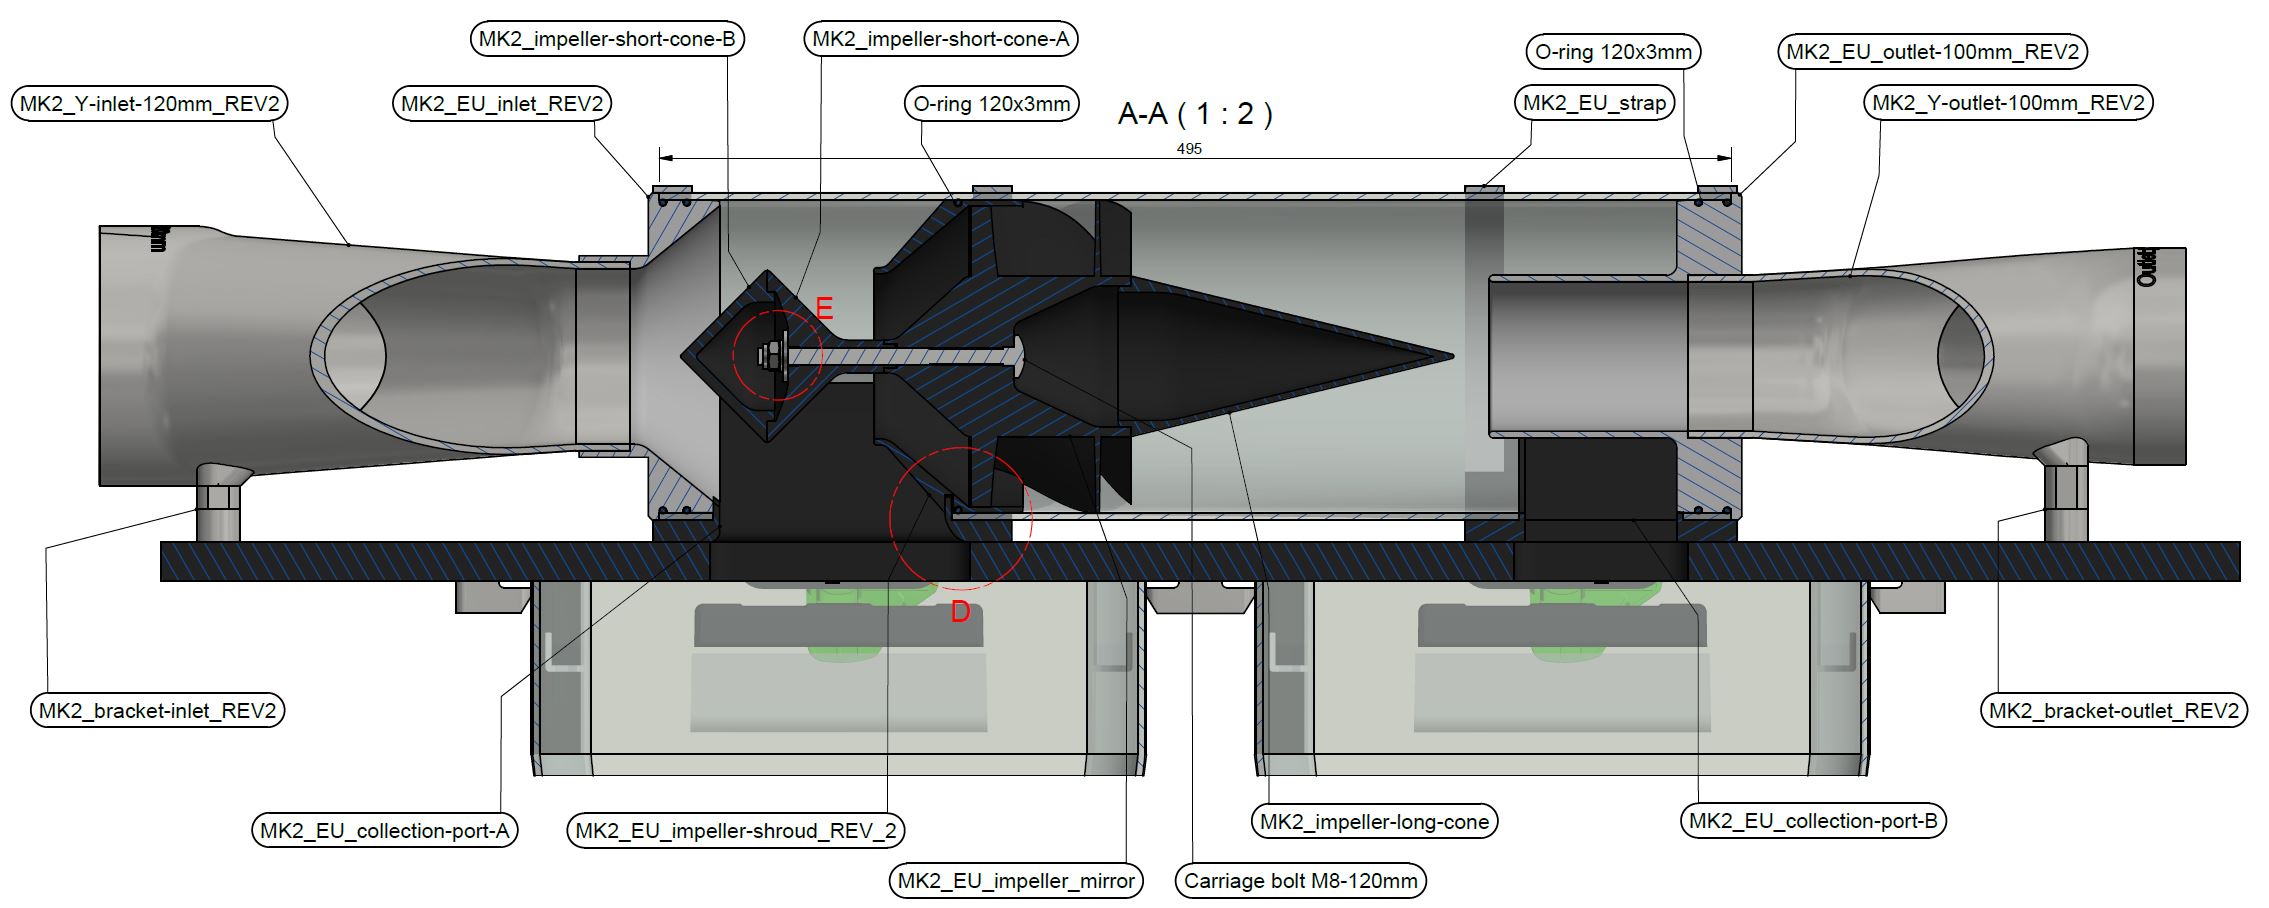 MK2_impeller-short-cone-B
MK2_impeller-short-cone-A
O-ring 120x3mm
MK2_EU_outlet-100mm_REV2
MK2_Y-inlet-120mm_REV2
MK2_EU_inlet_REV2
O-ring 120x3mm
A-A ( 1 : 2 )
MK2_EU_strap
MK2_Y-outlet-100mm_REV2
495
E
D
MK2_bracket-inlet_REV2
MK2_bracket-outlet_REV2
MK2_EU_collection-port-A
MK2_EU_impeller-shroud_REV_2
MK2_impeller-long-cone
MK2_EU_collection-port-B
MK2_EU_impeller_mirror
Carriage bolt M8-120mm